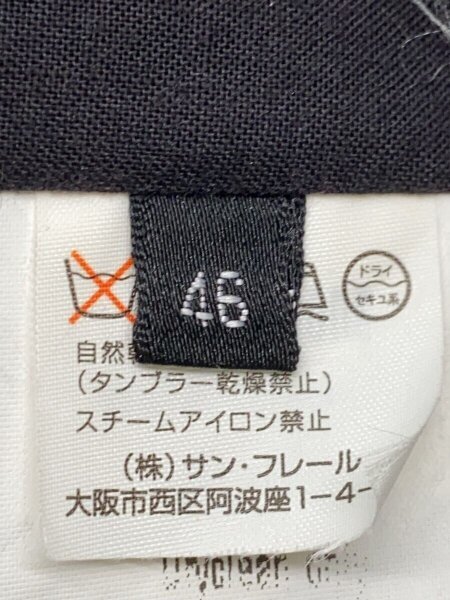 46
ドライ
セキユ系
自然乾
(タンブラー乾燥禁止)
スチームアイロン禁止
(株)サン・フレール
大阪市西区阿波座1-4-